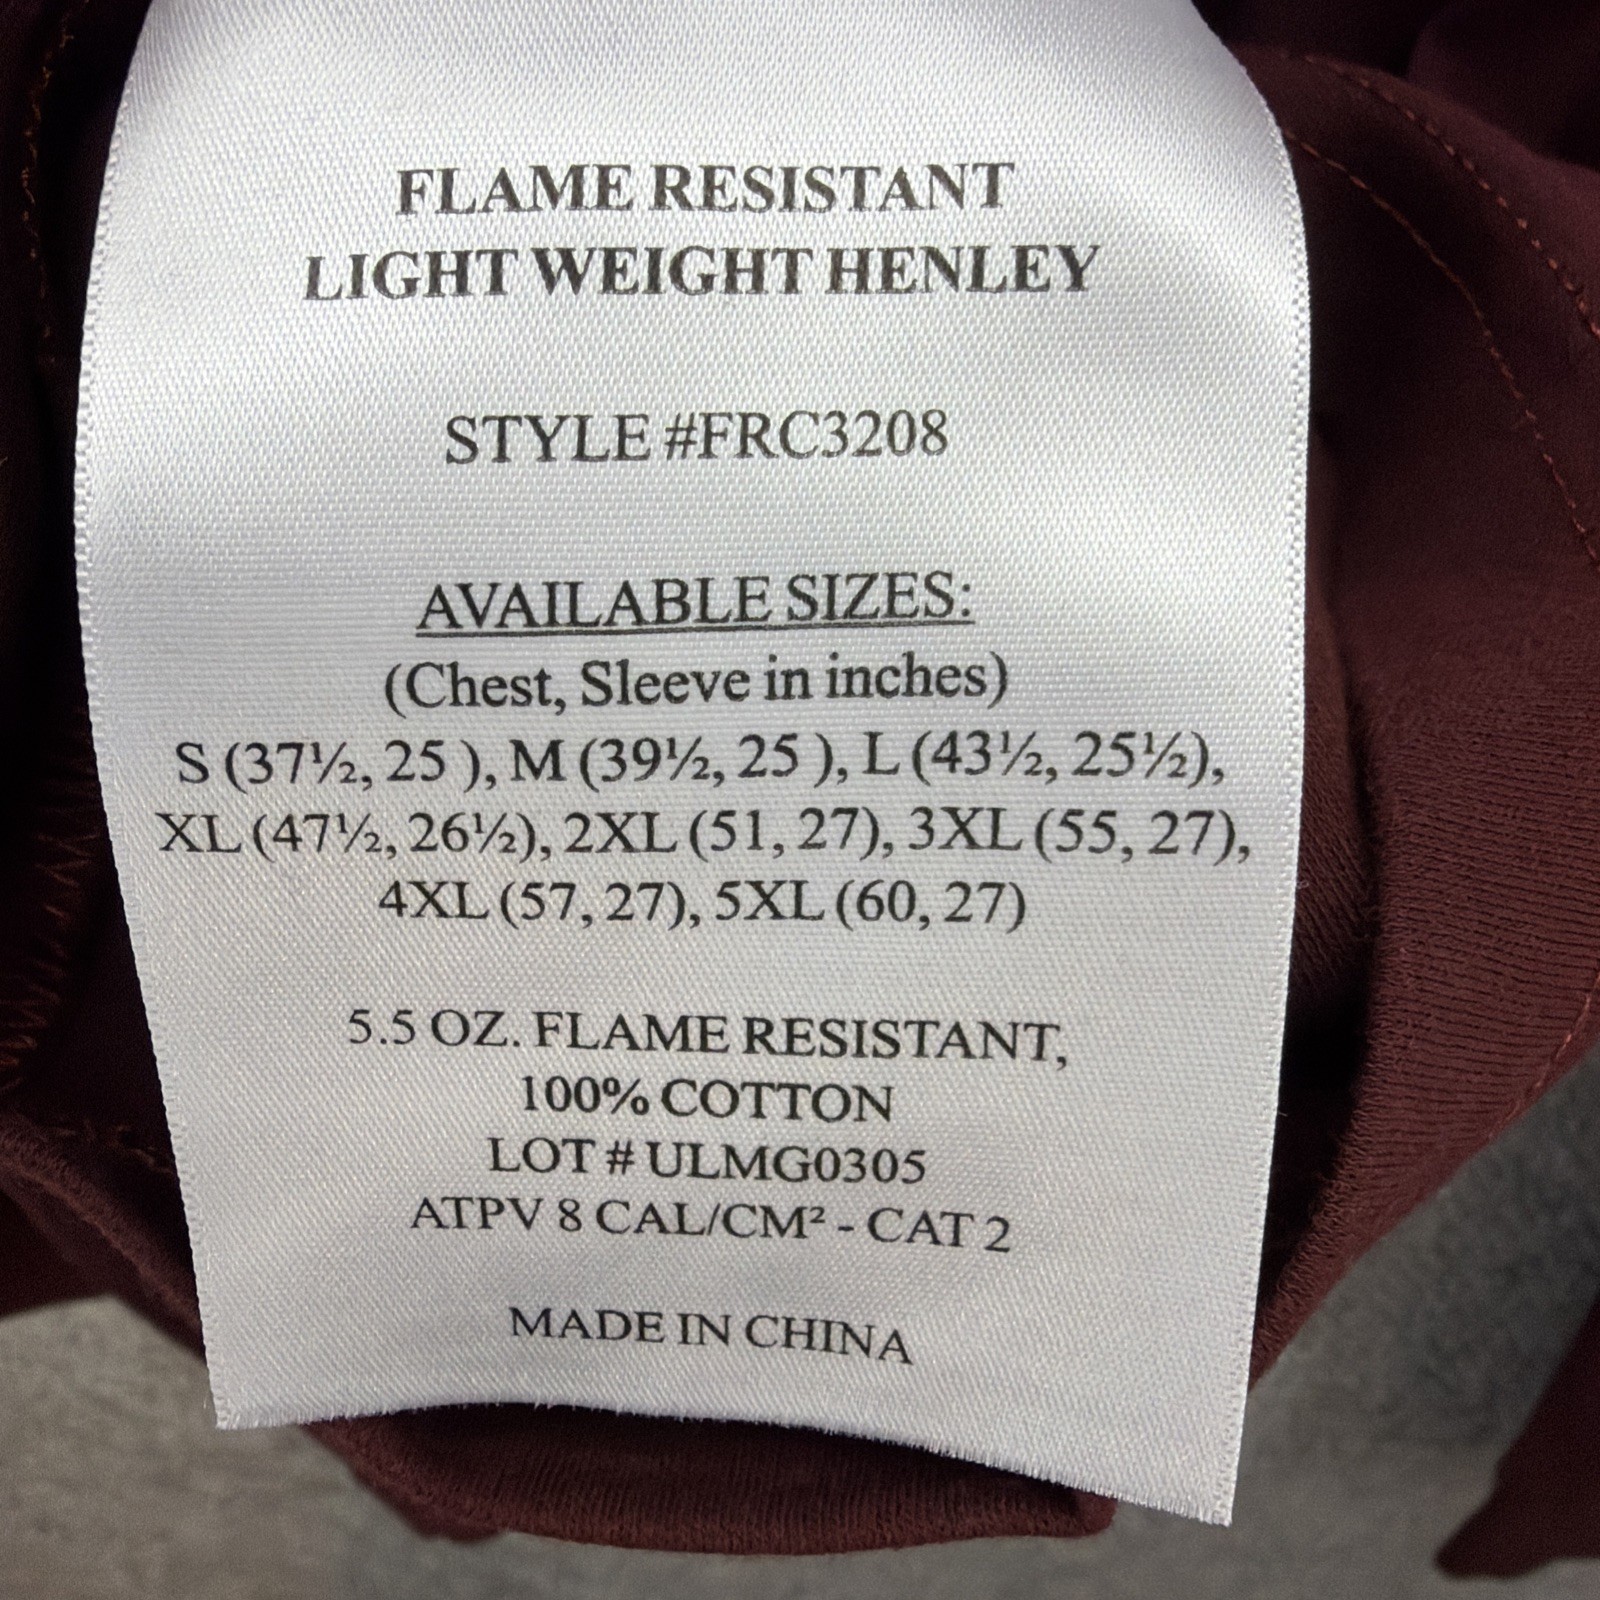 FLAME RESISTANT
LIGHT WEIGHT HENLEY
STYLE #FRC3208
AVAILABLE SIZES:
(Chest, Sleeve in inches)
S (37½, 25 ), M (39½, 25 ), L (43½, 25½),
XL (47½, 26½), 2XL (51, 27), 3XL (55, 27),
4XL (57, 27), 5XL (60, 27)
5.5 OZ. FLAME RESISTANT,
100% COTTON
LOT # ULMG0305
ATPV 8 CAL/CM² - CAT 2
MADE IN CHINA